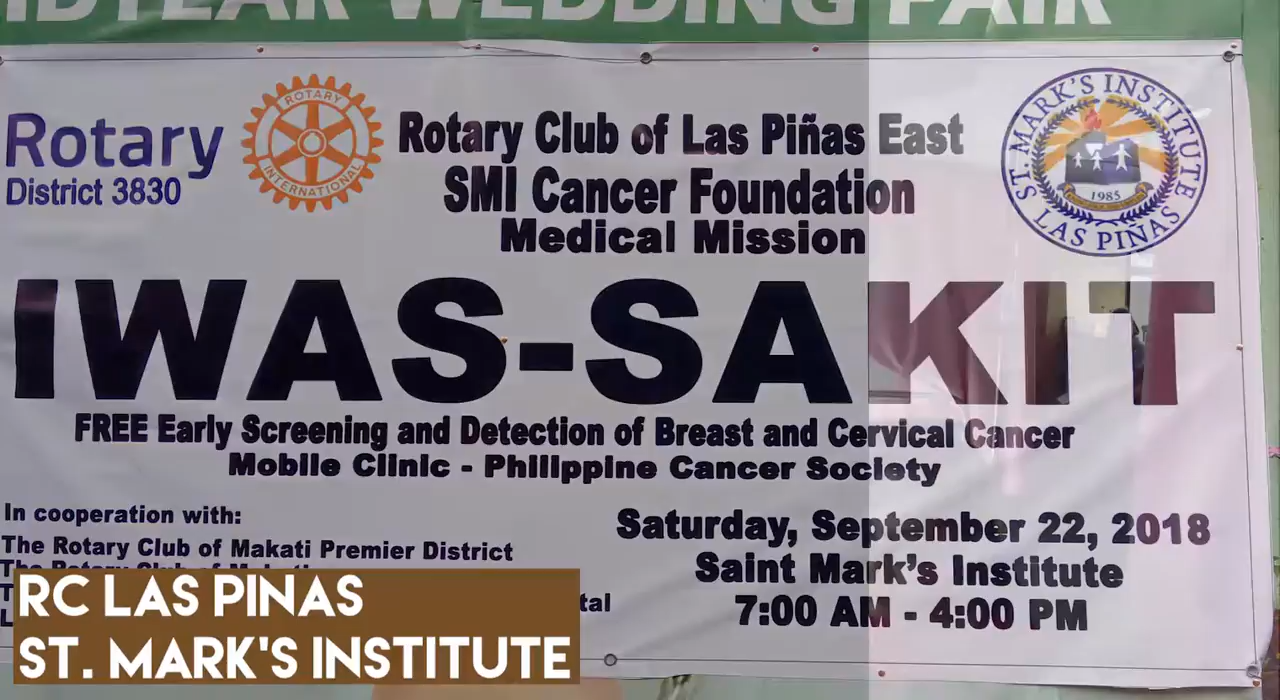 WEDDING FAIR
Rotary
District 3830
ROTARY
INTERNATIONAL
Rotary Club of Las Piñas East
SMI Cancer Foundation
Medical Mission
ST. MARK'S INSTITUTE
1985
LAS PIÑAS
IWAS-SAKIT
FREE Early Screening and Detection of Breast and Cervical Cancer
Mobile Clinic - Philippine Cancer Society
In cooperation with:
The Rotary Club of Makati Premier District
Saturday, September 22, 2018
Saint Mark's Institute
7:00 AM - 4:00 PM
RC LAS PINAS
ST. MARK'S INSTITUTE